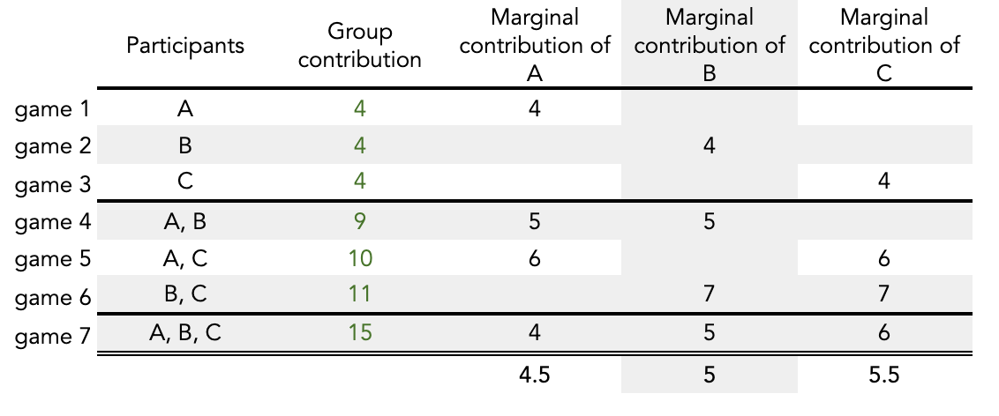 Participants Group contribution Marginal contribution of A Marginal contribution of B Marginal contribution of C
game 1 A 4 4
game 2 B 4 4
game 3 C 4 4
game 4 A, B 9 5 5
game 5 A, C 10 6 6
game 6 B, C 11 7 7
game 7 A, B, C 15 4 5 6
4.5 5 5.5